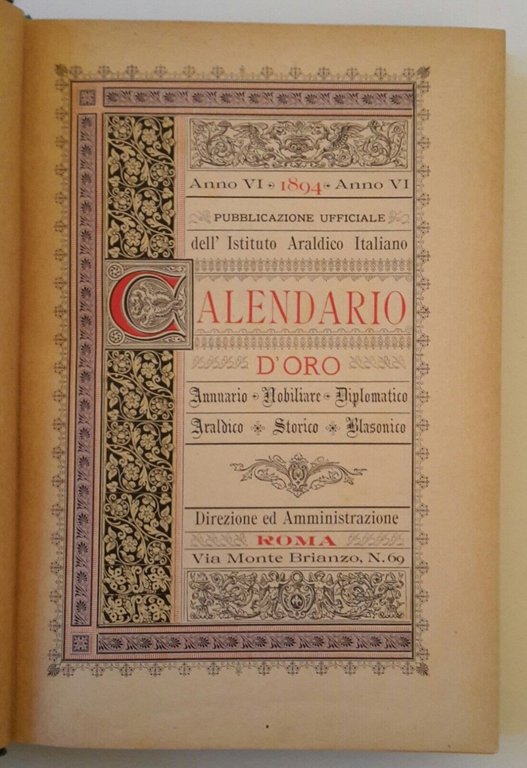 Anno VI 1894 Anno VI
PUBBLICAZIONE UFFICIALE
dell' Istituto Araldico Italiano
CALENDARIO
D'ORO
Annuario - Nobiliare - Diplomatico
Araldico Storico Blasonico
Direzione ed Amministrazione
ROMA
Via Monte Brianzo, N. 69